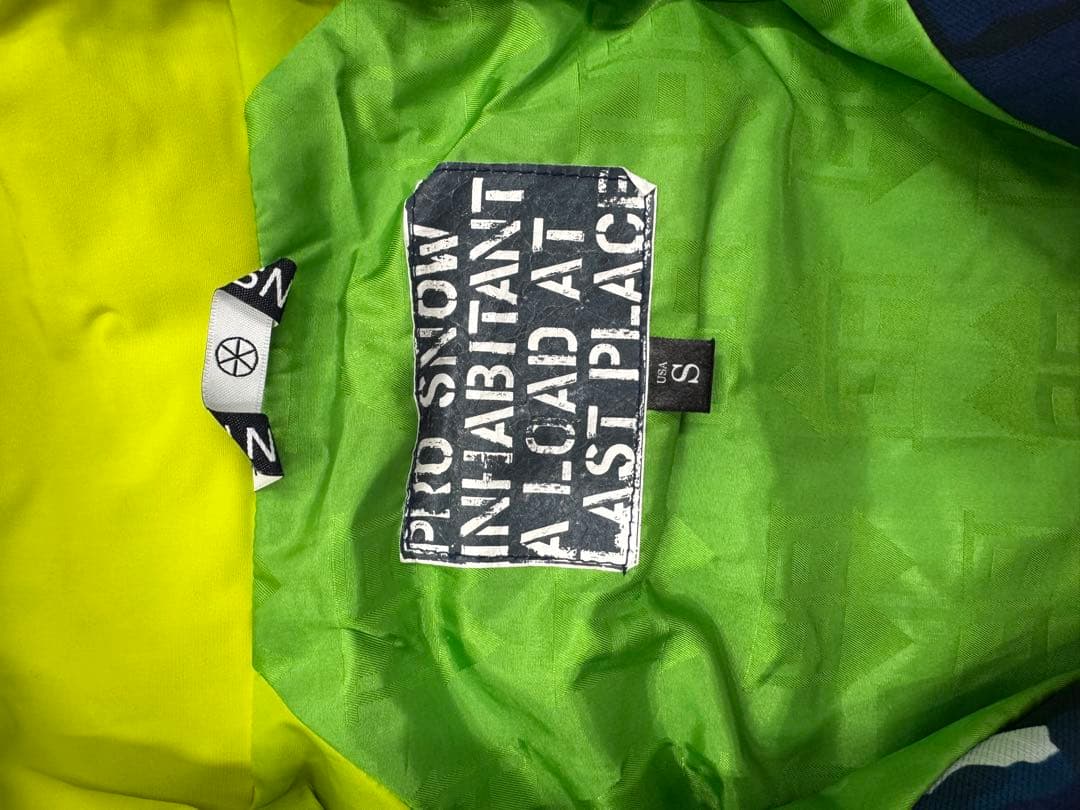 PRO SNOW
INHABITANT
A LOAD AT
LAST PLACE
USA
S